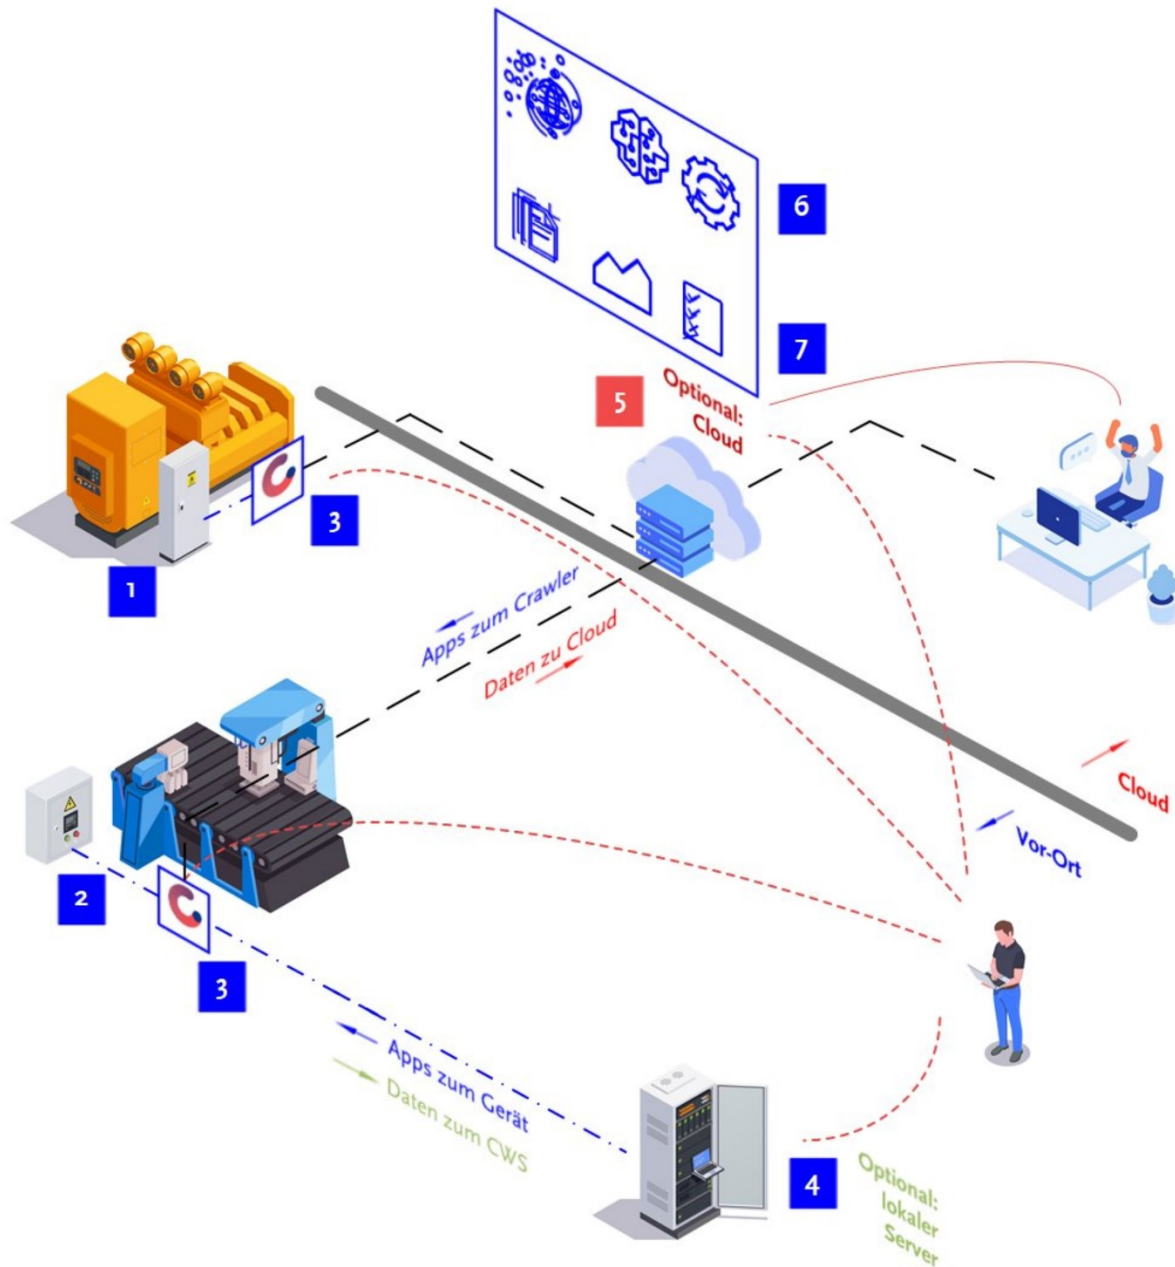 6
7
5
Optional:
Cloud
3
1
Apps zum Crawler
Daten zu Cloud
Cloud
Vor-Ort
2
3
Apps zum Gerät
Daten zum CWS
4
Optional:
lokaler
Server